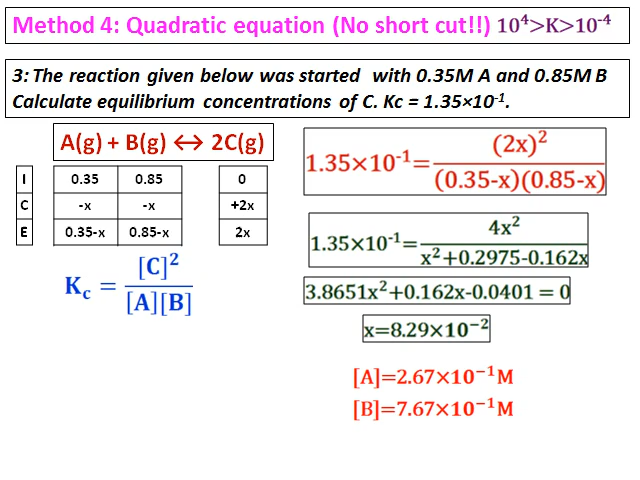 Method 4: Quadratic equation (No short cut!!) 10⁴>K>10⁻⁴
3: The reaction given below was started with 0.35M A and 0.85M B
Calculate equilibrium concentrations of C. Kc = 1.35×10⁻¹.
A(g) + B(g) ↔ 2C(g)
I 0.35 0.85 0
C -x -x +2x
E 0.35-x 0.85-x 2x
K_c = [C]² / [A][B]
1.35×10⁻¹= (2x)² / (0.35-x)(0.85-x)
1.35×10⁻¹= 4x² / x²+0.2975-0.162x
3.8651x²+0.162x-0.0401 = 0
x=8.29×10⁻²
[A]=2.67×10⁻¹M
[B]=7.67×10⁻¹M